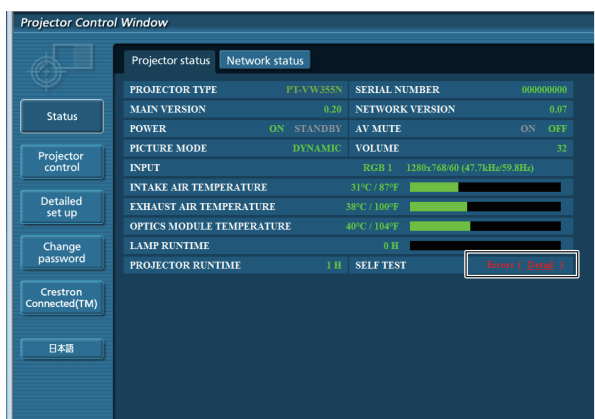 Projector Control Window
Projector status Network status
Status
Projector control
Detailed set up
Change password
Crestron Connected(TM)
日本語
PROJECTOR TYPE PT-VW355N SERIAL NUMBER 000000000
MAIN VERSION 0.20 NETWORK VERSION 0.07
POWER ON STANDBY AV MUTE ON OFF
PICTURE MODE DYNAMIC VOLUME 32
INPUT RGB 1 1280x768/60 (47.7kHz/59.8Hz)
INTAKE AIR TEMPERATURE 31°C / 87°F
EXHAUST AIR TEMPERATURE 38°C / 100°F
OPTICS MODULE TEMPERATURE 40°C / 104°F
LAMP RUNTIME 0 H
PROJECTOR RUNTIME 1 H SELF TEST Errors ( Detail )